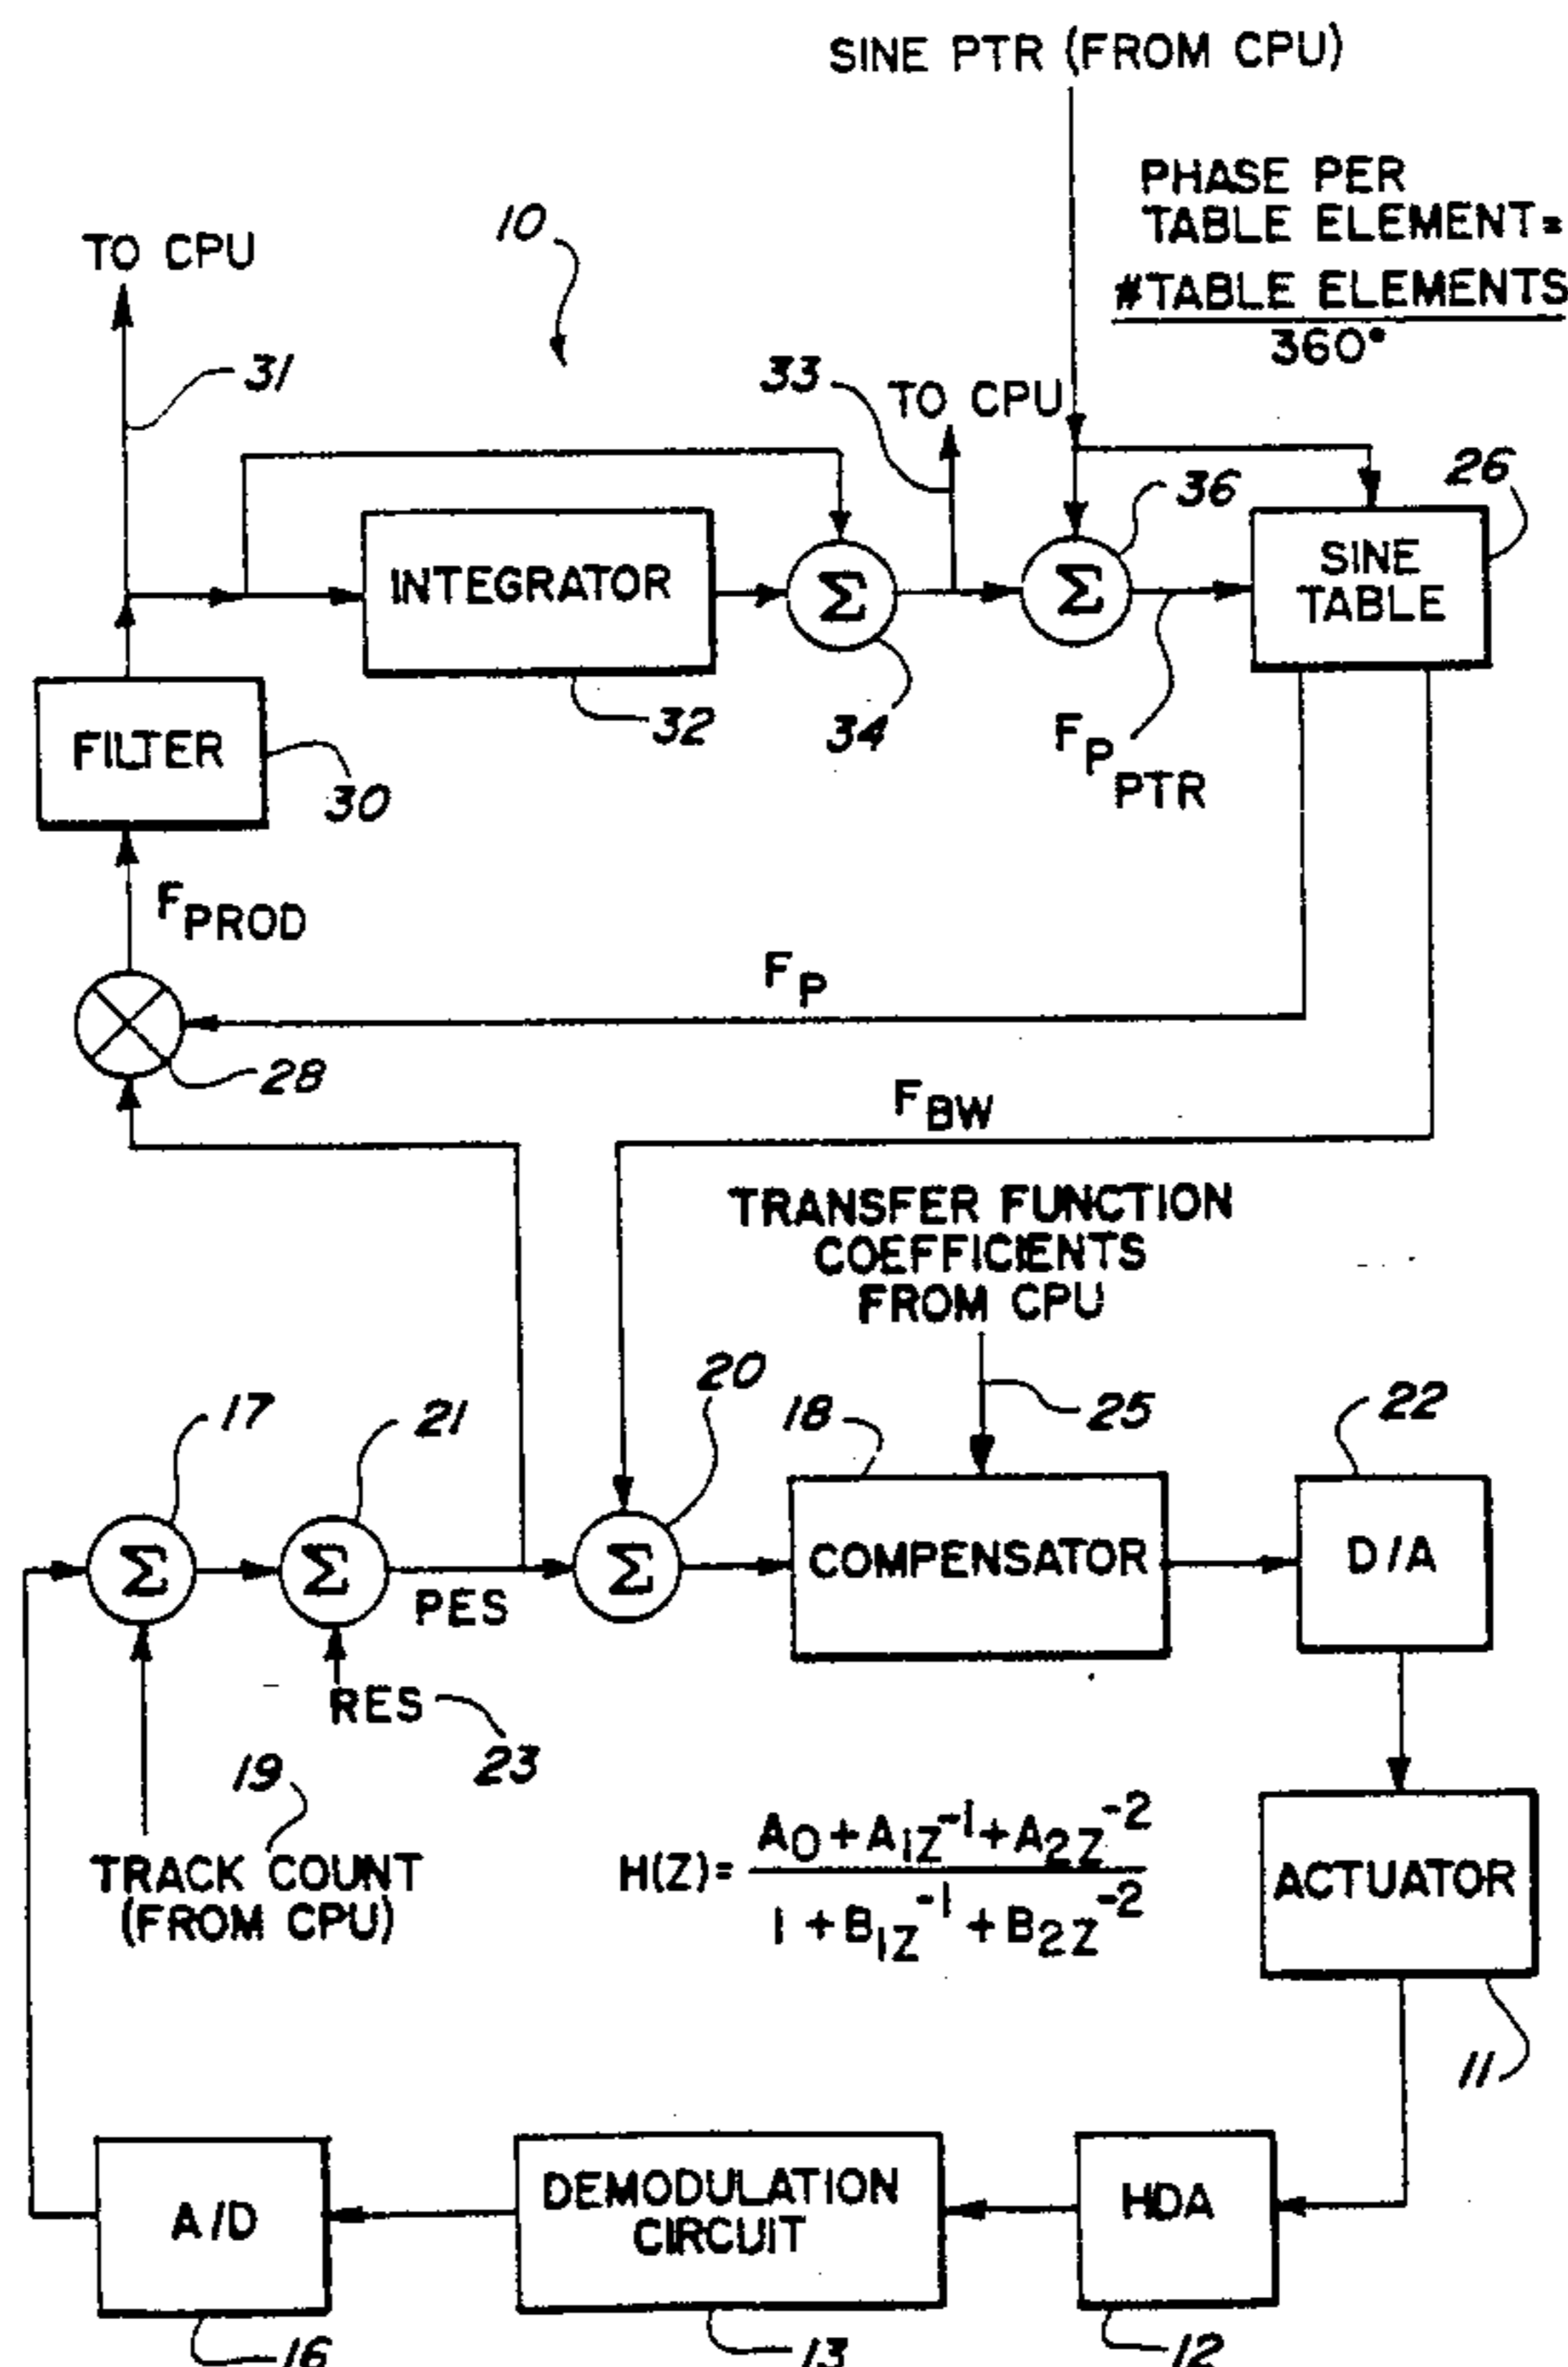 SINE PTR (FROM CPU)
PHASE PER
TABLE ELEMENT=
#TABLE ELEMENTS
360°
10
TO CPU
31
33
TO CPU
36
26
INTEGRATOR
Σ
Σ
SINE
TABLE
32
34
F_P_PTR
FILTER
30
F_PROD
F_P
28
F_BW
TRANSFER FUNCTION
COEFFICIENTS
FROM CPU
17
21
20
18
25
22
Σ
Σ
PES
Σ
COMPENSATOR
D/A
RES
23
19
TRACK COUNT
(FROM CPU)
H(Z)= A0+A1Z^-1+A2Z^-2
1+B1Z^-1+B2Z^-2
ACTUATOR
11
A/D
DEMODULATION
CIRCUIT
HDA
16
13
12